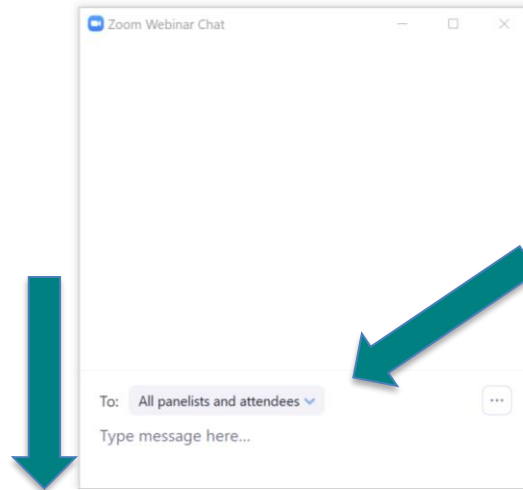 Zoom Webinar Chat
To: All panelists and attendees
Type message here...